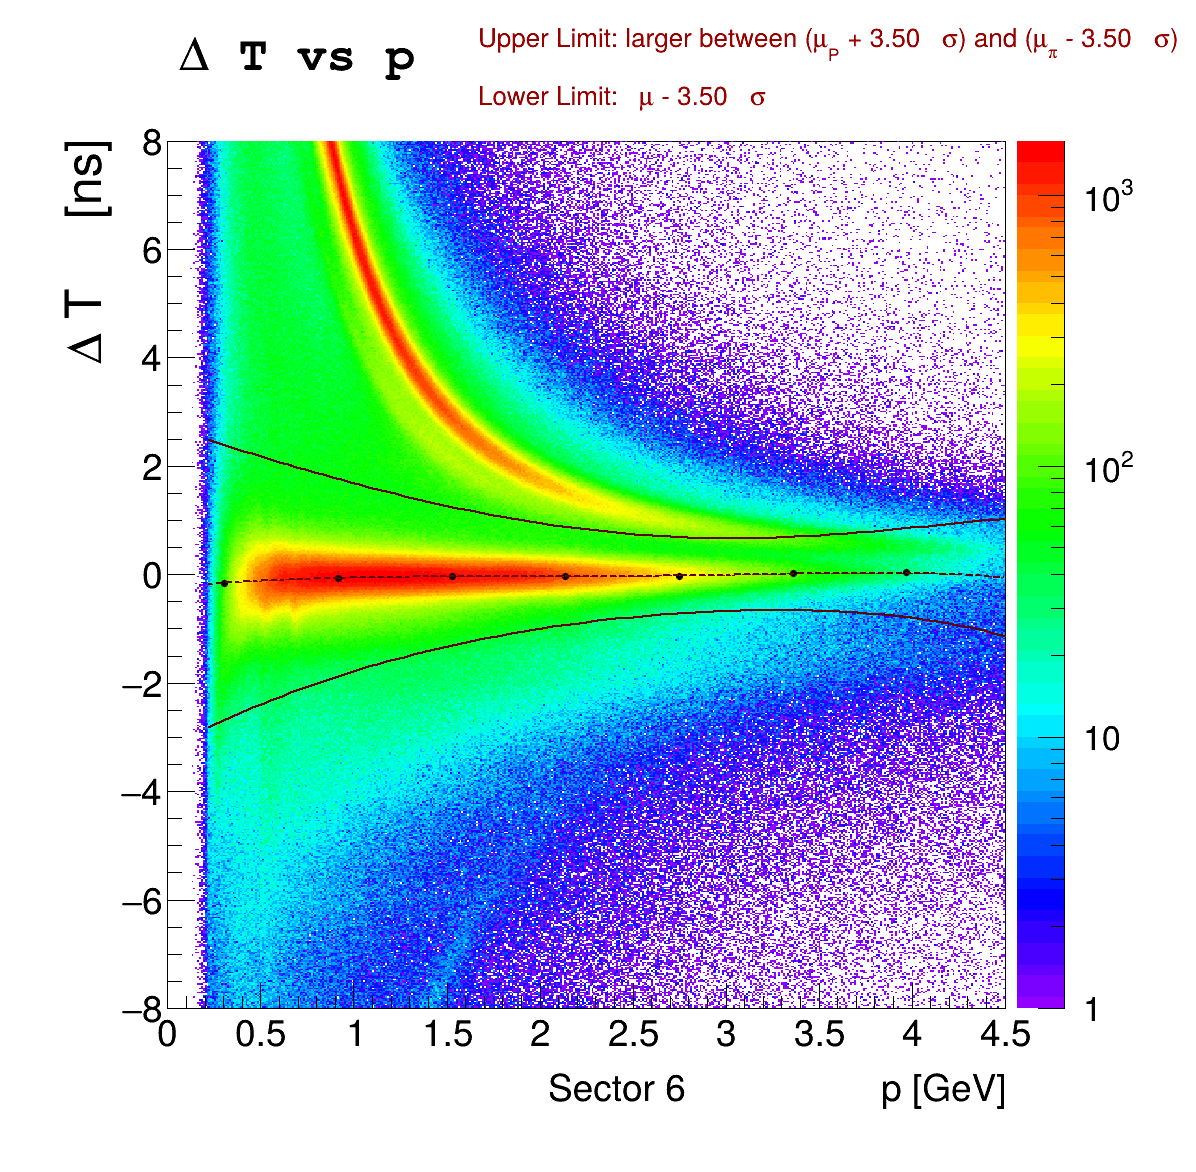 Δ T vs p
Upper Limit: larger between (μP + 3.50 σ) and (μπ - 3.50 σ)
Lower Limit: μ - 3.50 σ
Δ T [ns]
8
6
4
2
0
−2
−4
−6
−8
0 0.5 1 1.5 2 2.5 3 3.5 4 4.5
10³
10²
10
1
Sector 6
p [GeV]